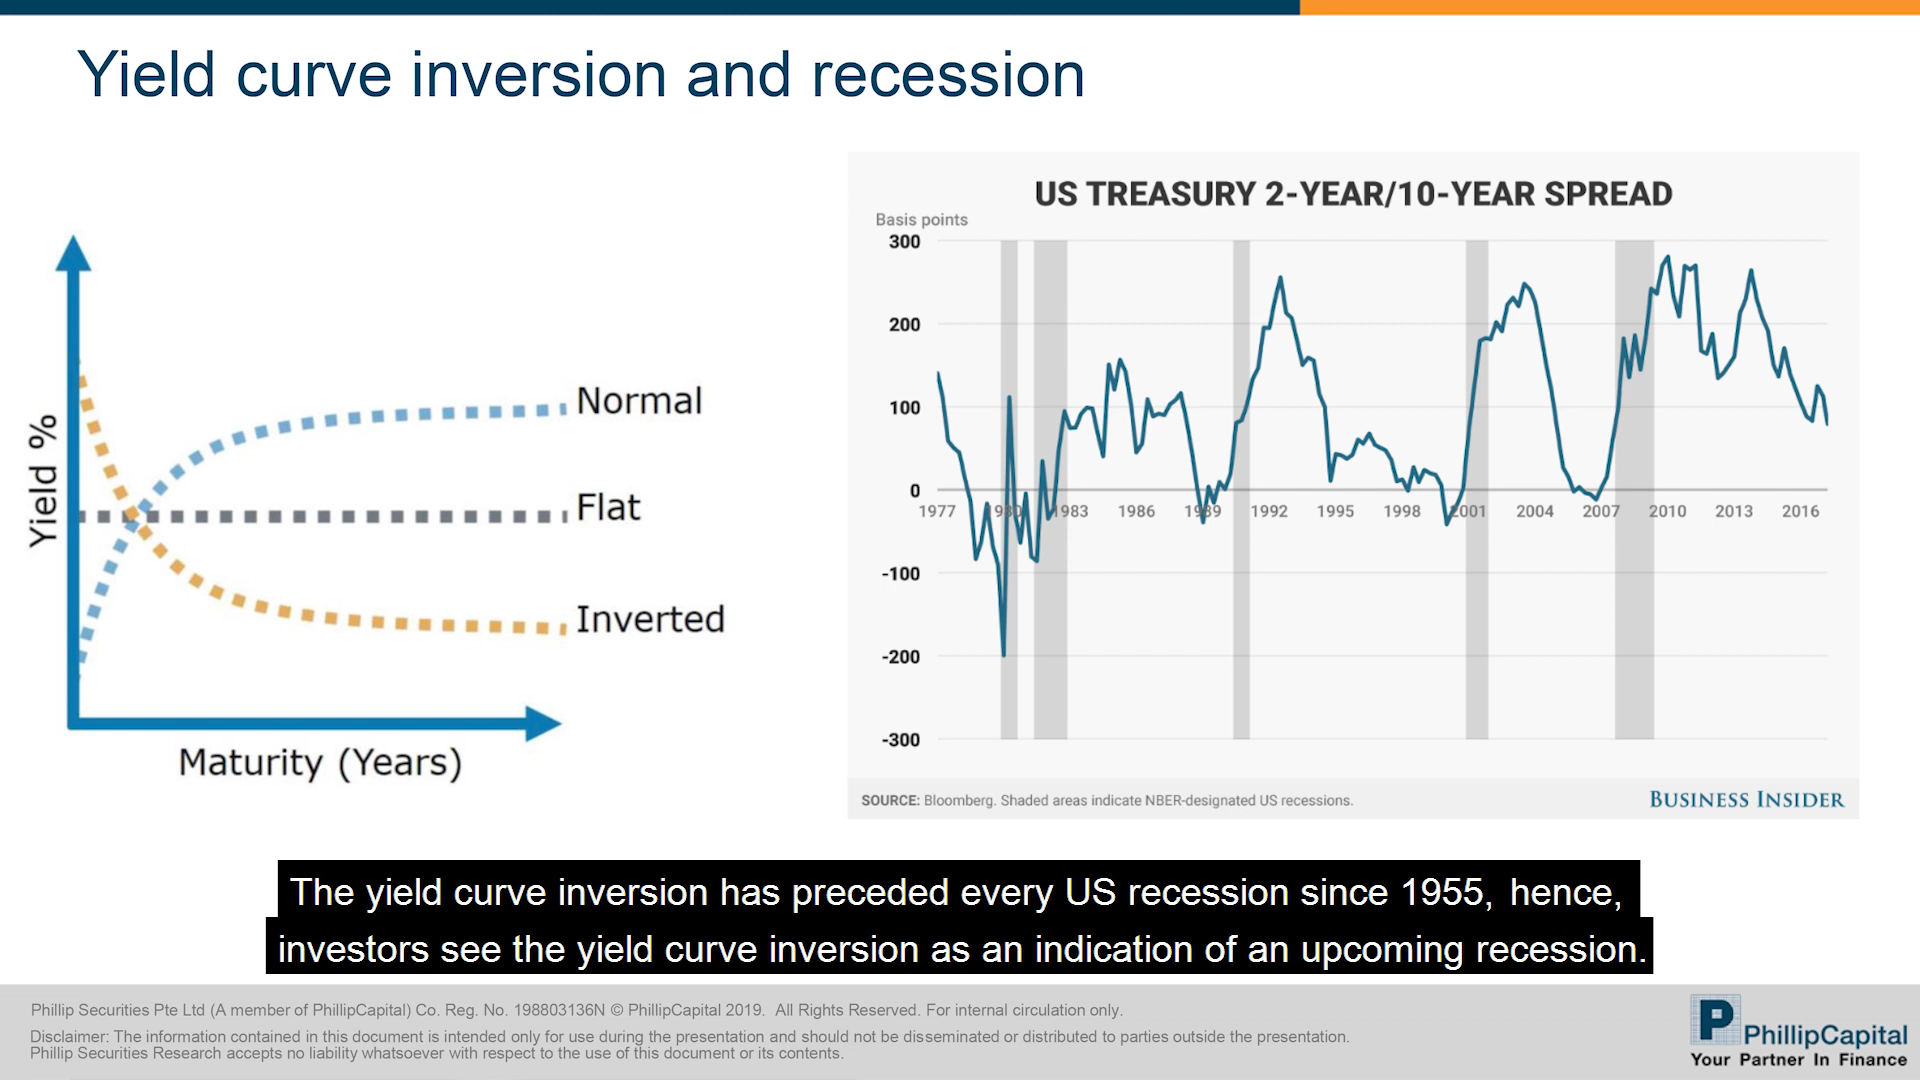 Yield curve inversion and recession
Yield %
Normal
Flat
Inverted
Maturity (Years)
US TREASURY 2-YEAR/10-YEAR SPREAD
Basis points
300
200
100
0
-100
-200
-300
1977 1980 1983 1986 1989 1992 1995 1998 2001 2004 2007 2010 2013 2016
SOURCE: Bloomberg. Shaded areas indicate NBER-designated US recessions.
BUSINESS INSIDER
The yield curve inversion has preceded every US recession since 1955, hence,
investors see the yield curve inversion as an indication of an upcoming recession.
Phillip Securities Pte Ltd (A member of PhillipCapital) Co. Reg. No. 198803136N © PhillipCapital 2019. All Rights Reserved. For internal circulation only.
Disclaimer: The information contained in this document is intended only for use during the presentation and should not be disseminated or distributed to parties outside the presentation.
Phillip Securities Research accepts no liability whatsoever with respect to the use of this document or its contents.
P PhillipCapital
Your Partner In Finance